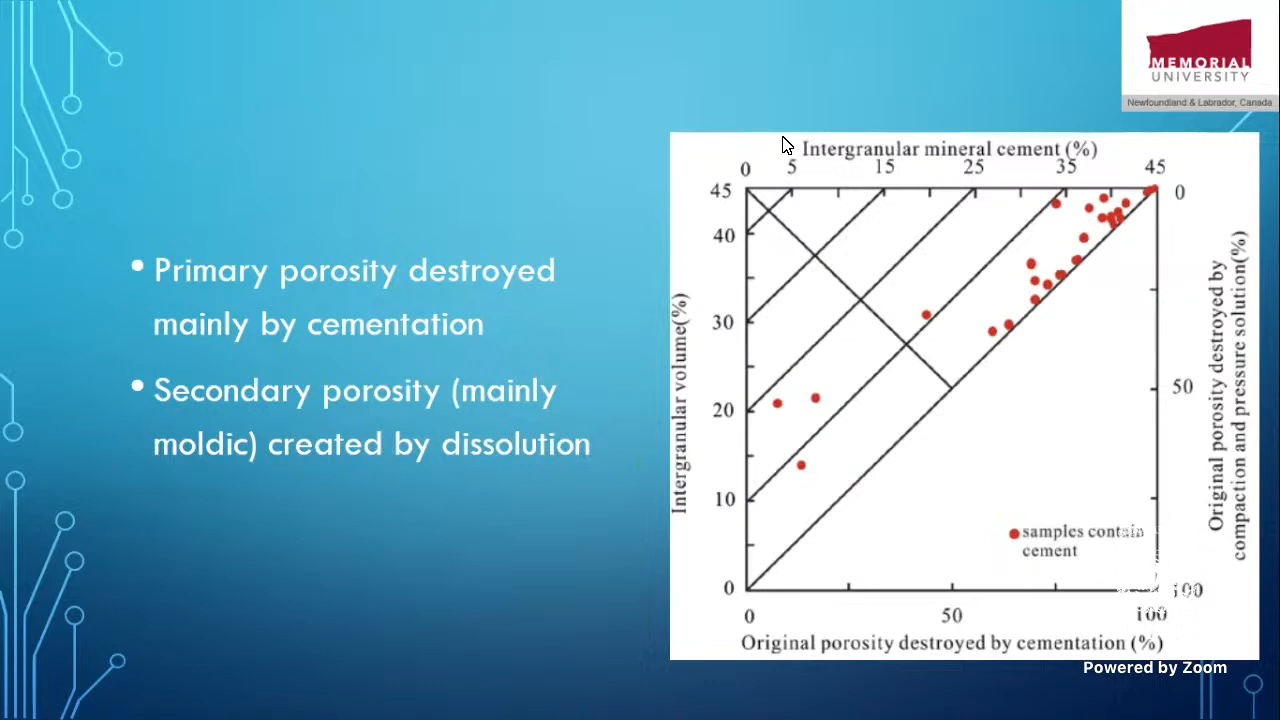 MEMORIAL
UNIVERSITY
Newfoundland & Labrador, Canada
• Primary porosity destroyed
mainly by cementation
• Secondary porosity (mainly
moldic) created by dissolution
Intergranular mineral cement (%)
0 5 15 25 35 45
45
40
30
20
10
0
Intergranular volume(%)
0
50
100
Original porosity destroyed by
compaction and pressure solution(%)
samples contain
cement
0 50 100
Original porosity destroyed by cementation (%)
Powered by Zoom